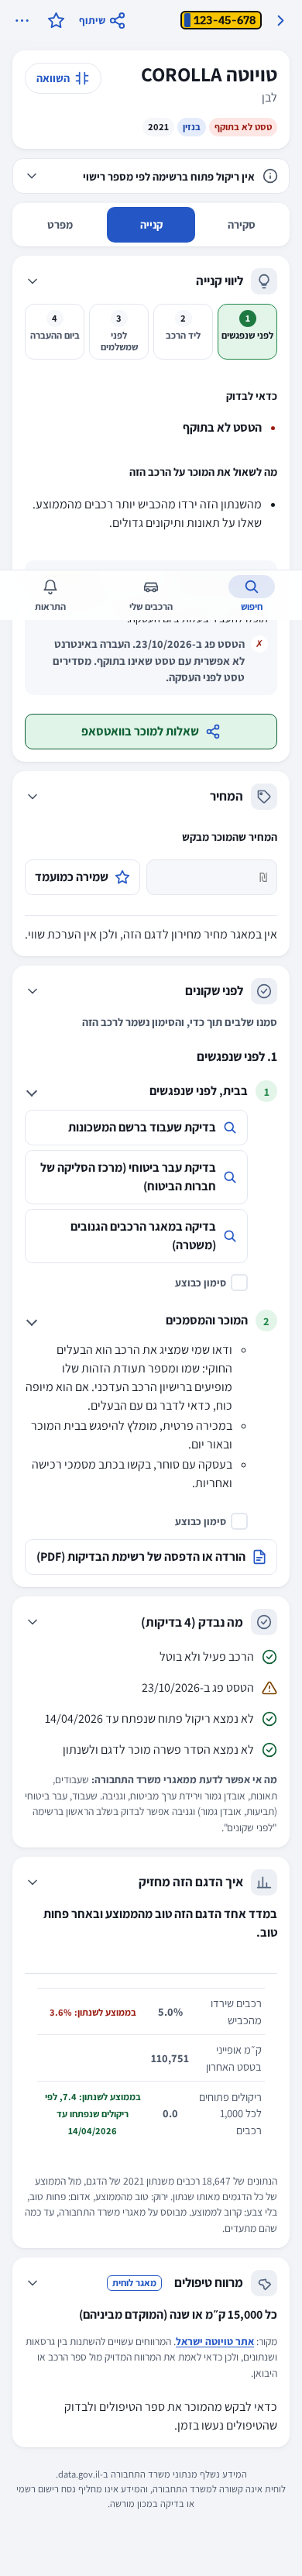 123-45-678
שיתוף
טויוטה COROLLA
השוואה
לבן
טסט לא בתוקף
בנזין
2021
אין ריקול פתוח ברשימה לפי מספר רישוי
סקירה
קנייה
מפרט
ליווי קנייה
1
לפני שנפגשים
2
ליד הרכב
3
לפני
שמשלמים
4
ביום ההעברה
כדאי לבדוק
הטסט לא בתוקף
מה לשאול את המוכר על הרכב הזה
מהשנתון הזה ירדו מהכביש יותר רכבים מהממוצע.
שאלו על תאונות ותיקונים גדולים.
חיפוש
הרכבים שלי
התראות
הטסט פג ב-23/10/2026. העברה באינטרנט
לא אפשרית עם טסט שאינו בתוקף. מסדירים
טסט לפני העסקה.
שאלות למוכר בוואטסאפ
המחיר
המחיר שהמוכר מבקש
₪
שמירה כמועמד
אין במאגר מחיר מחירון לדגם הזה, ולכן אין הערכת שווי.
לפני שקונים
סמנו שלבים תוך כדי, והסימון נשמר לרכב הזה
1. לפני שנפגשים
1
בבית, לפני שנפגשים
בדיקת שעבוד ברשם המשכונות
בדיקת עבר ביטוחי (מרכז הסליקה של
חברות הביטוח)
בדיקה במאגר הרכבים הגנובים
(משטרה)
סימון כבוצע
2
המוכר והמסמכים
ודאו שמי שמציג את הרכב הוא הבעלים
החוקי: שמו ומספר תעודת הזהות שלו
מופיעים ברישיון הרכב העדכני. אם הוא מיופה
כוח, כדאי לדבר גם עם הבעלים.
במכירה פרטית, מומלץ להיפגש בבית המוכר
ובאור יום.
בעסקה עם סוחר, בקשו בכתב מסמכי רכישה
ואחריות.
סימון כבוצע
הורדה או הדפסה של רשימת הבדיקות (PDF)
מה נבדק (4 בדיקות)
הרכב פעיל ולא בוטל
הטסט פג ב-23/10/2026
לא נמצא ריקול פתוח שנפתח עד 14/04/2026
לא נמצא הסדר פשרה מוכר לדגם ולשנתון
מה אי אפשר לדעת ממאגרי משרד התחבורה: שעבודים,
תאונות, אובדן גמור וירידת ערך מביטוח, וגניבה. שעבוד, עבר ביטוחי
(תביעות, אובדן גמור) וגניבה אפשר לבדוק בשלב הראשון ברשימה
"לפני שקונים".
איך הדגם הזה מחזיק
במדד אחד הדגם הזה טוב מהממוצע ובאחר פחות
טוב.
רכבים שירדו
מהכביש
5.0%
בממוצע לשנתון: 3.6%
ק״מ אופייני
בטסט האחרון
110,751
ריקולים פתוחים
לכל 1,000
רכבים
0.0
בממוצע לשנתון: 7.4, לפי
ריקולים שנפתחו עד
14/04/2026
הנתונים של 18,647 רכבים משנתון 2021 של הדגם, מול הממוצע
של כל הדגמים מאותו שנתון. ירוק: טוב מהממוצע, אדום: פחות טוב,
בלי צבע: קרוב לממוצע. מבוסס על מאגרי משרד התחבורה, עד כמה
שהם מתעדים.
מרווח טיפולים
מאגר לוחית
כל 15,000 ק״מ או שנה (המוקדם מביניהם)
מקור: אתר טויוטה ישראל. המרווחים עשויים להשתנות בין גרסאות
ושנתונים, ולכן כדאי לאמת את המרווח המדויק מול ספר הרכב או
היבואן.
כדאי לבקש מהמוכר את ספר הטיפולים ולבדוק
שהטיפולים נעשו בזמן.
המידע נשלף מנתוני משרד התחבורה ב-data.gov.il.
לוחית אינה קשורה למשרד התחבורה, והמידע אינו מחליף נסח רישום רשמי
או בדיקה במכון מורשה.